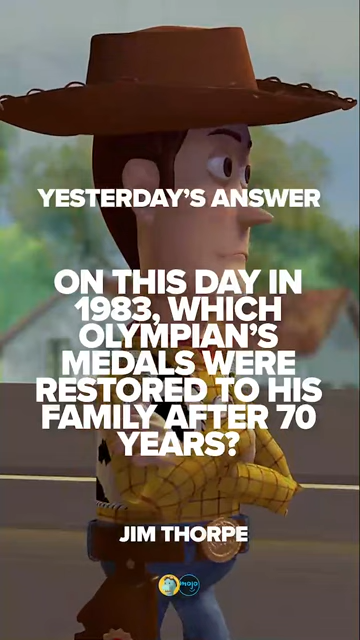 YESTERDAY'S ANSWER
ON THIS DAY IN
1983, WHICH
OLYMPIAN'S
MEDALS WERE
RESTORED TO HIS
FAMILY AFTER 70
YEARS?
JIM THORPE
mojo